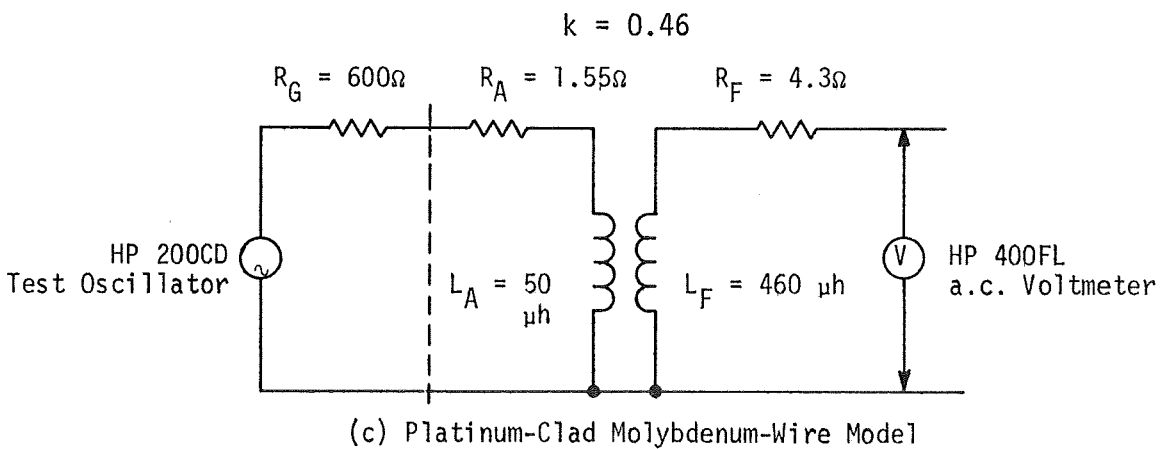 k = 0.46
R_G = 600Ω
R_A = 1.55Ω
R_F = 4.3Ω
HP 200CD
Test Oscillator
L_A = 50
μh
L_F = 460 μh
V
HP 400FL
a.c. Voltmeter
(c) Platinum-Clad Molybdenum-Wire Model